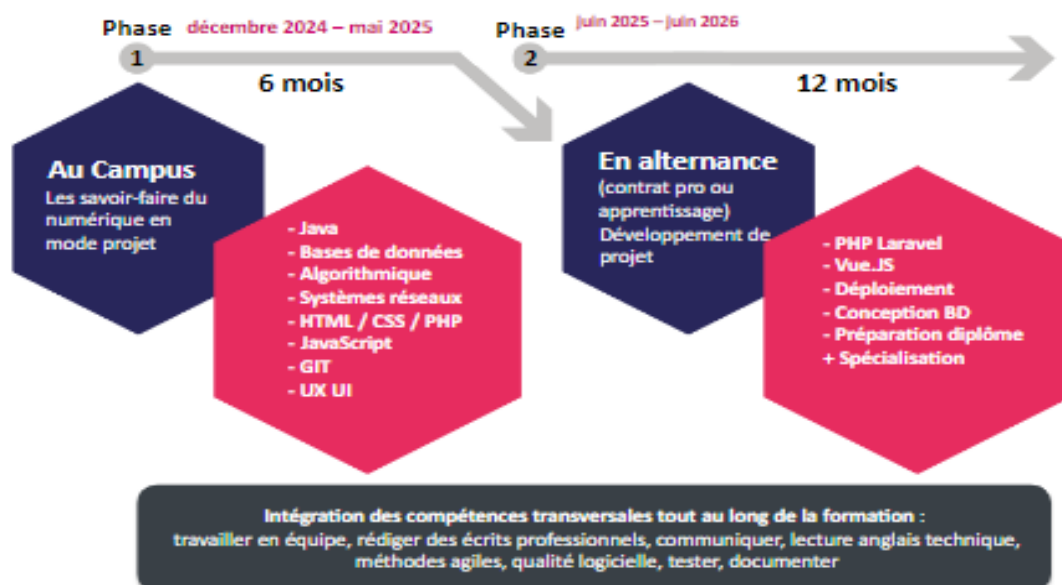 Phase décembre 2024 – mai 2025
1
6 mois
Phase juin 2025 – juin 2026
2
12 mois
Au Campus
Les savoir-faire du
numérique en
mode projet
- Java
- Bases de données
- Algorithmique
- Systèmes réseaux
- HTML / CSS / PHP
- JavaScript
- GIT
- UX UI
En alternance
(contrat pro ou
apprentissage)
Développement de
projet
- PHP Laravel
- Vue.JS
- Déploiement
- Conception BD
- Préparation diplôme
+ Spécialisation
Intégration des compétences transversales tout au long de la formation :
travailler en équipe, rédiger des écrits professionnels, communiquer, lecture anglais technique,
méthodes agiles, qualité logicielle, tester, documenter